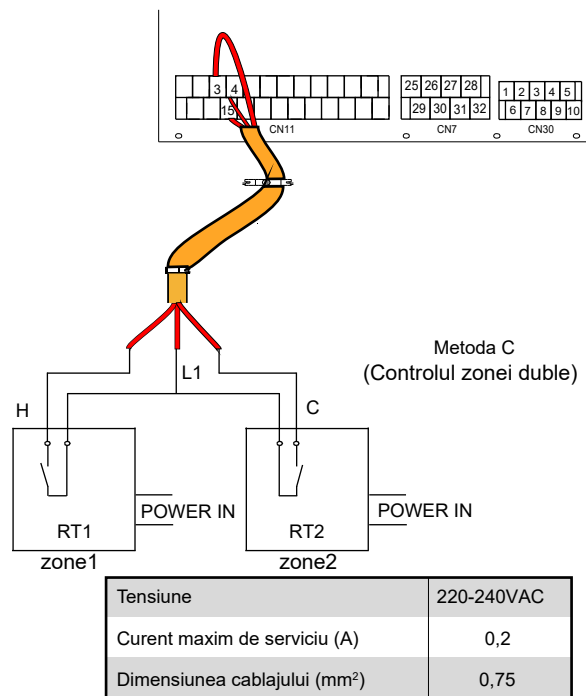 3 4
15
CN11
25 26 27 28
29 30 31 32
CN7
1 2 3 4 5
6 7 8 9 10
CN30
Metoda C
(Controlul zonei duble)
L1
H
C
RT1
POWER IN
zone1
RT2
POWER IN
zone2
Tensiune 220-240VAC
Curent maxim de serviciu (A) 0,2
Dimensiunea cablajului (mm²) 0,75